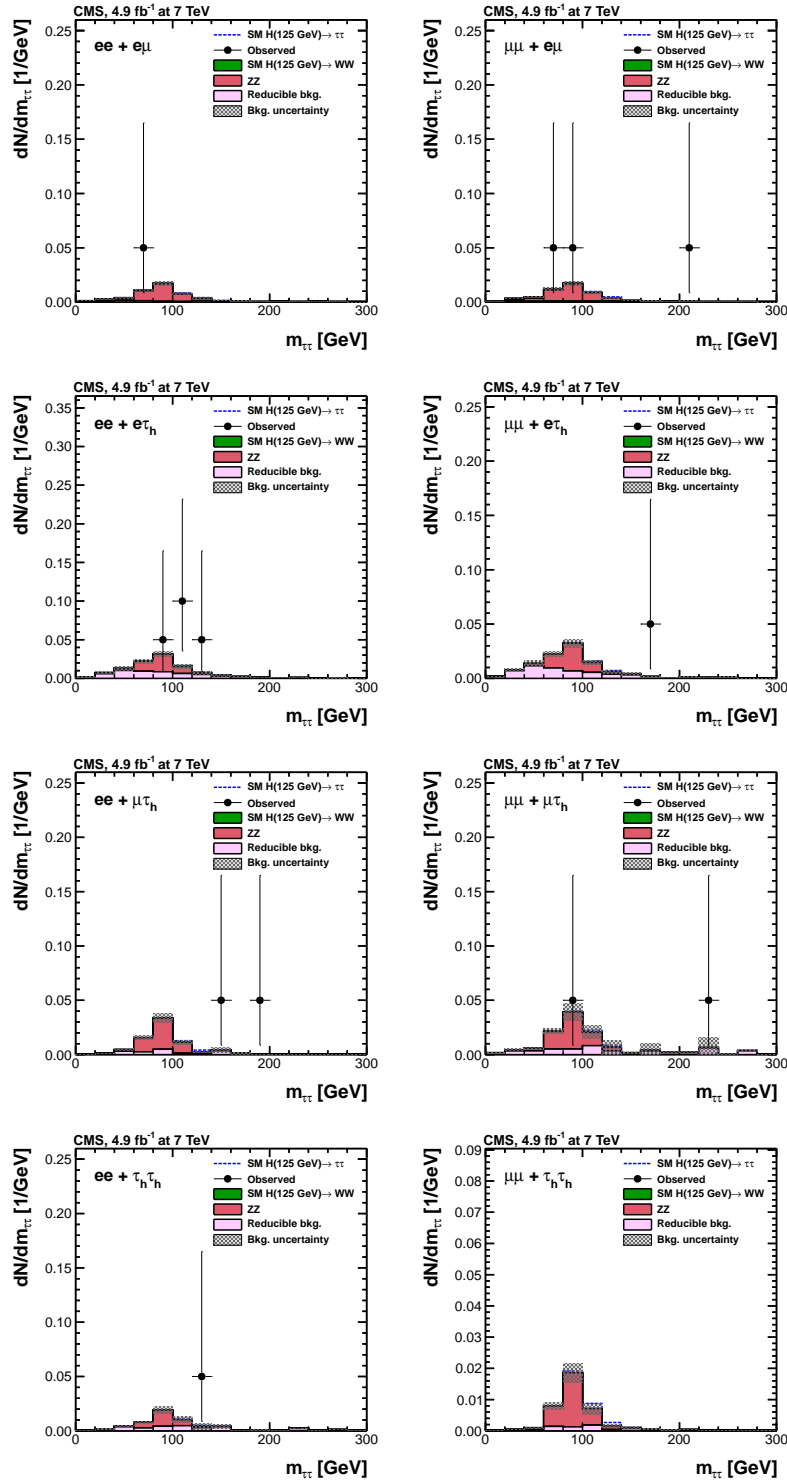 CMS, 4.9 fb⁻¹ at 7 TeV
dN/dm_ττ [1/GeV]
ee + eμ
SM H(125 GeV)→ ττ
Observed
SM H(125 GeV)→ WW
ZZ
Reducible bkg.
Bkg. uncertainty
0.25
0.20
0.15
0.10
0.05
0.00
0 100 200 300
m_ττ [GeV]
CMS, 4.9 fb⁻¹ at 7 TeV
dN/dm_ττ [1/GeV]
μμ + eμ
SM H(125 GeV)→ ττ
Observed
SM H(125 GeV)→ WW
ZZ
Reducible bkg.
Bkg. uncertainty
0.25
0.20
0.15
0.10
0.05
0.00
0 100 200 300
m_ττ [GeV]
CMS, 4.9 fb⁻¹ at 7 TeV
dN/dm_ττ [1/GeV]
ee + eτ_h
SM H(125 GeV)→ ττ
Observed
SM H(125 GeV)→ WW
ZZ
Reducible bkg.
Bkg. uncertainty
0.35
0.30
0.25
0.20
0.15
0.10
0.05
0.00
0 100 200 300
m_ττ [GeV]
CMS, 4.9 fb⁻¹ at 7 TeV
dN/dm_ττ [1/GeV]
μμ + eτ_h
SM H(125 GeV)→ ττ
Observed
SM H(125 GeV)→ WW
ZZ
Reducible bkg.
Bkg. uncertainty
0.25
0.20
0.15
0.10
0.05
0.00
0 100 200 300
m_ττ [GeV]
CMS, 4.9 fb⁻¹ at 7 TeV
dN/dm_ττ [1/GeV]
ee + μτ_h
SM H(125 GeV)→ ττ
Observed
SM H(125 GeV)→ WW
ZZ
Reducible bkg.
Bkg. uncertainty
0.25
0.20
0.15
0.10
0.05
0.00
0 100 200 300
m_ττ [GeV]
CMS, 4.9 fb⁻¹ at 7 TeV
dN/dm_ττ [1/GeV]
μμ + μτ_h
SM H(125 GeV)→ ττ
Observed
SM H(125 GeV)→ WW
ZZ
Reducible bkg.
Bkg. uncertainty
0.25
0.20
0.15
0.10
0.05
0.00
0 100 200 300
m_ττ [GeV]
CMS, 4.9 fb⁻¹ at 7 TeV
dN/dm_ττ [1/GeV]
ee + τ_hτ_h
SM H(125 GeV)→ ττ
Observed
SM H(125 GeV)→ WW
ZZ
Reducible bkg.
Bkg. uncertainty
0.25
0.20
0.15
0.10
0.05
0.00
0 100 200 300
m_ττ [GeV]
CMS, 4.9 fb⁻¹ at 7 TeV
dN/dm_ττ [1/GeV]
μμ + τ_hτ_h
SM H(125 GeV)→ ττ
Observed
SM H(125 GeV)→ WW
ZZ
Reducible bkg.
Bkg. uncertainty
0.09
0.08
0.07
0.06
0.05
0.04
0.03
0.02
0.01
0.00
0 100 200 300
m_ττ [GeV]